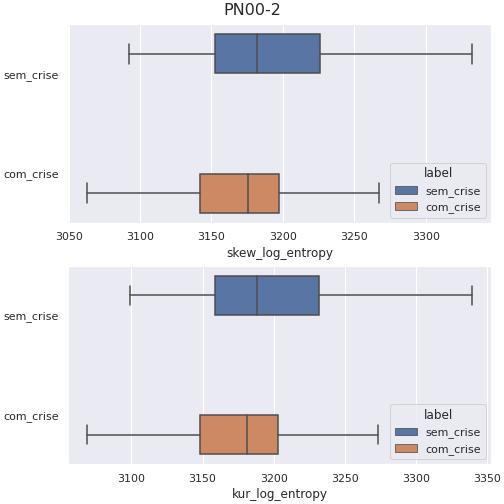 PN00-2
sem_crise
com_crise
label
sem_crise
com_crise
3050 3100 3150 3200 3250 3300
skew_log_entropy
sem_crise
com_crise
label
sem_crise
com_crise
3100 3150 3200 3250 3300 3350
kur_log_entropy